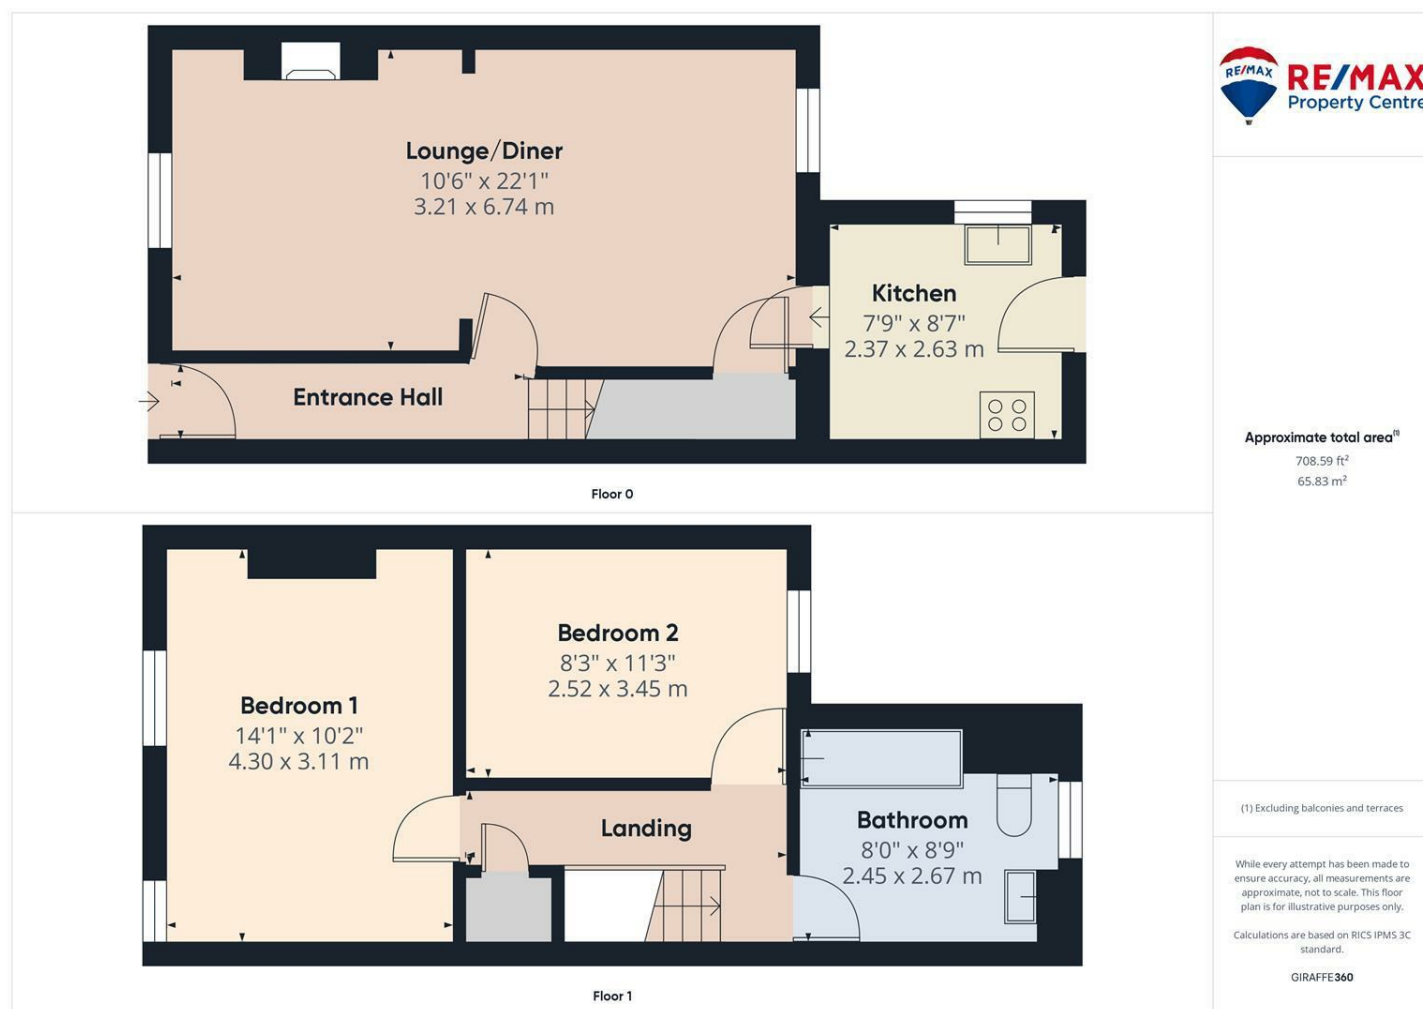 Lounge/Diner
10'6" x 22'1"
3.21 x 6.74 m
Kitchen
7'9" x 8'7"
2.37 x 2.63 m
Entrance Hall
Floor 0
Bedroom 1
14'1" x 10'2"
4.30 x 3.11 m
Bedroom 2
8'3" x 11'3"
2.52 x 3.45 m
Landing
Bathroom
8'0" x 8'9"
2.45 x 2.67 m
Floor 1
RE/MAX
RE/MAX
Property Centre
Approximate total area(1)
708.59 ft²
65.83 m²
(1) Excluding balconies and terraces
While every attempt has been made to
ensure accuracy, all measurements are
approximate, not to scale. This floor
plan is for illustrative purposes only.
Calculations are based on RICS IPMS 3C
standard.
GIRAFFE360